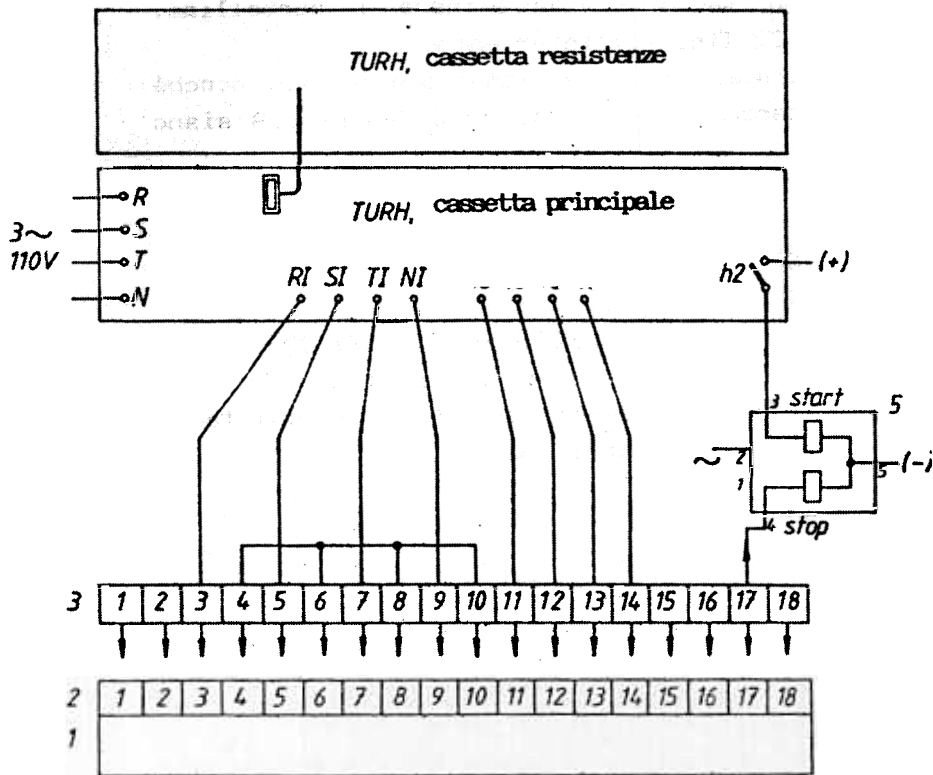 TURH, cassetta resistenze
TURH, cassetta principale
R
S
3~
110V
T
N
RI SI TI NI
h2
(+)
3 start
5
~
2
1
5
(-)
14 stop
3 1 2 3 4 5 6 7 8 9 10 11 12 13 14 15 16 17 18
2 1 2 3 4 5 6 7 8 9 10 11 12 13 14 15 16 17 18
1